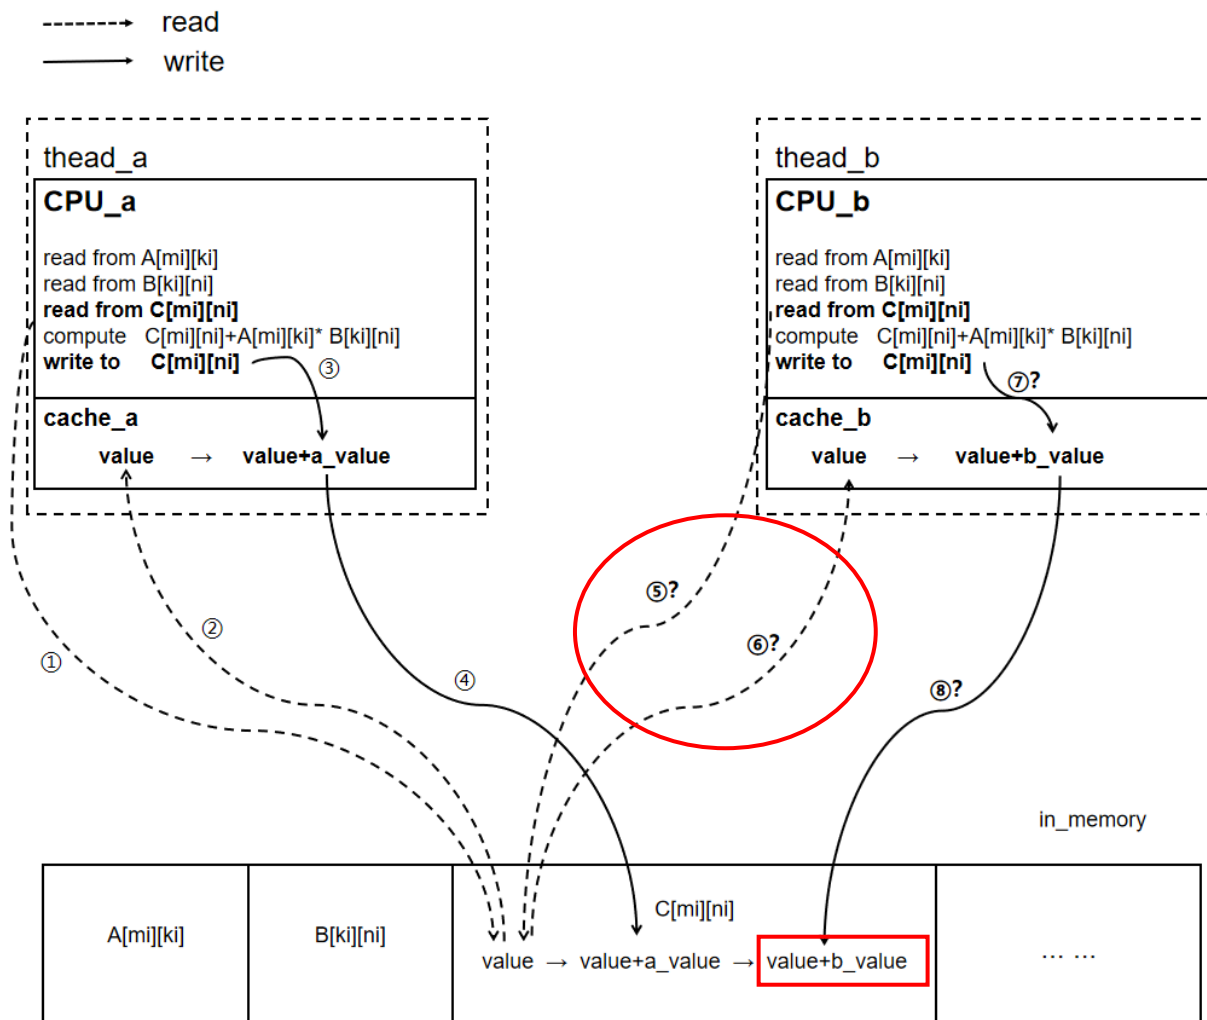 read
write
thead_a
CPU_a
read from A[mi][ki]
read from B[ki][ni]
read from C[mi][ni]
compute C[mi][ni]+A[mi][ki]* B[ki][ni]
write to C[mi][ni]
③
cache_a
value → value+a_value
thead_b
CPU_b
read from A[mi][ki]
read from B[ki][ni]
read from C[mi][ni]
compute C[mi][ni]+A[mi][ki]* B[ki][ni]
write to C[mi][ni]
⑦?
cache_b
value → value+b_value
①
②
④
⑤?
⑥?
⑧?
in_memory
A[mi][ki]
B[ki][ni]
C[mi][ni]
value → value+a_value → value+b_value
... ...